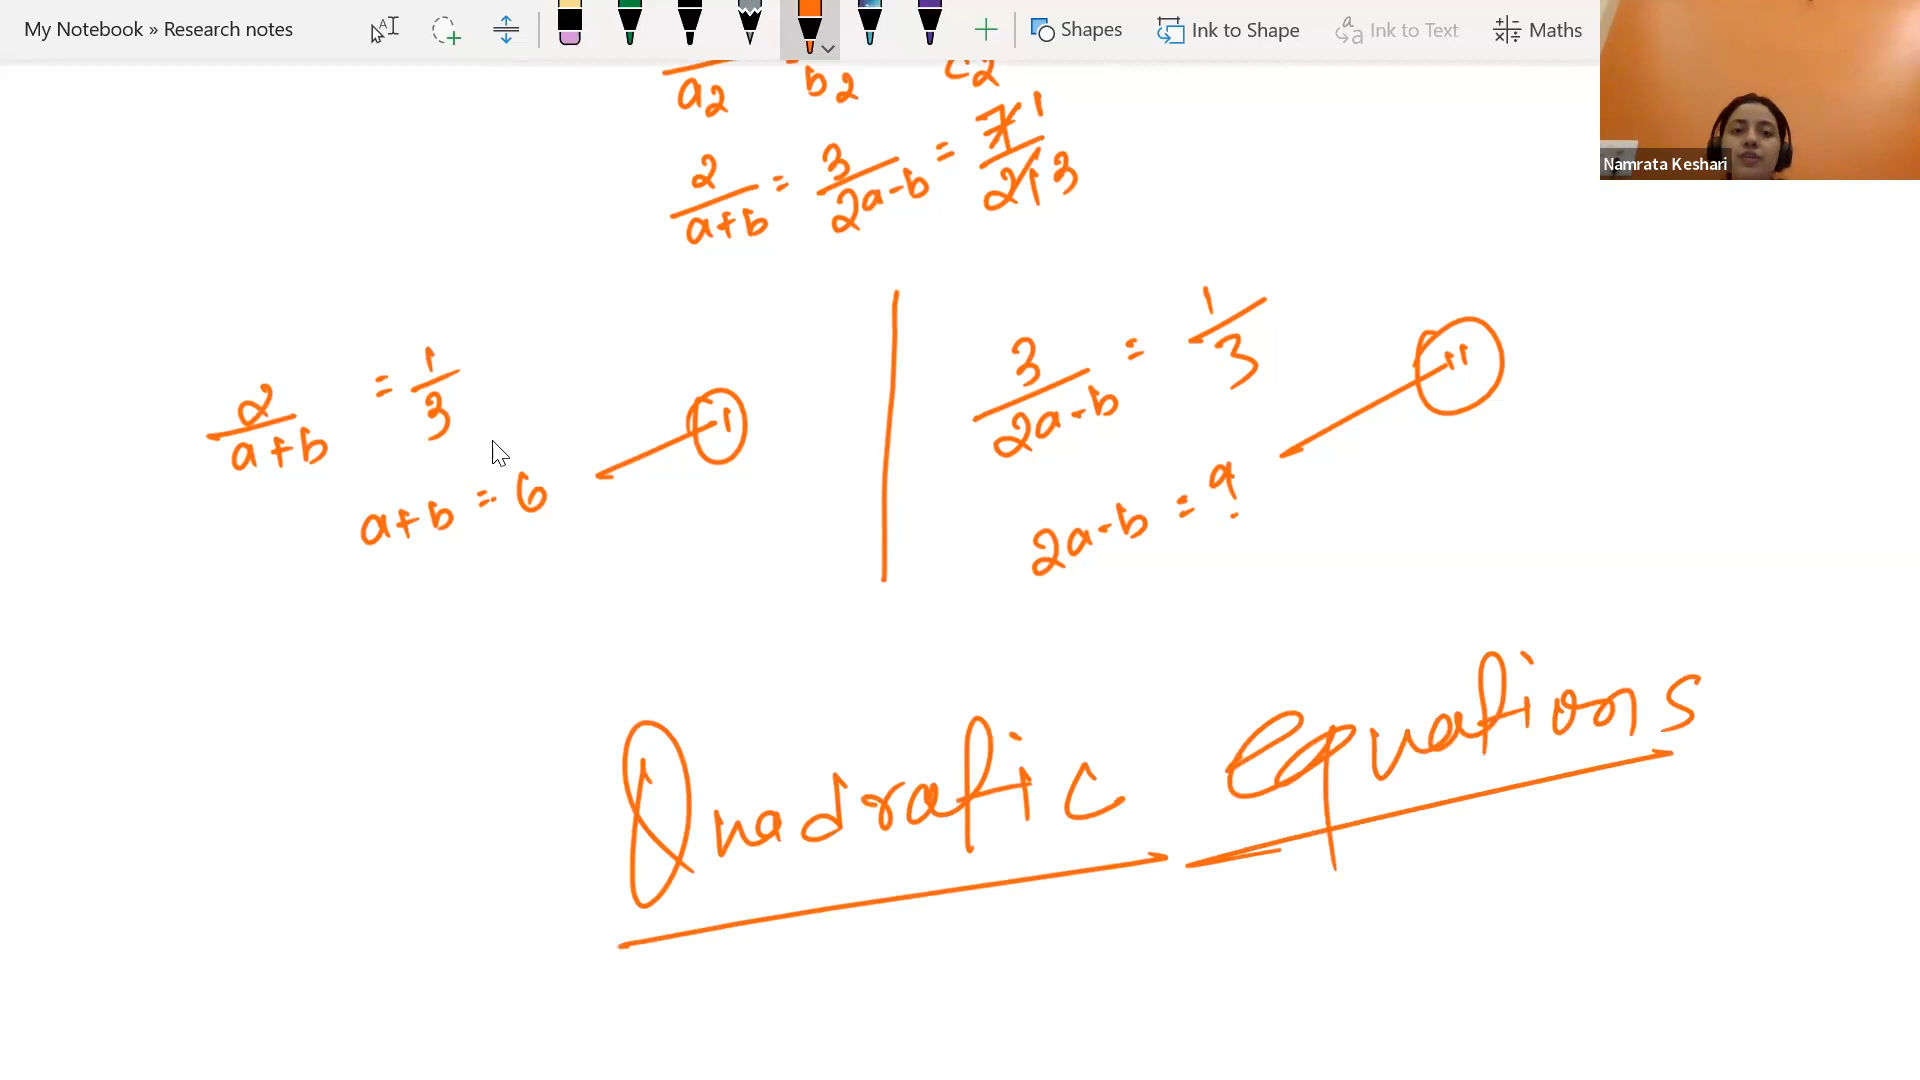 My Notebook » Research notes
Shapes
Ink to Shape
Ink to Text
Maths
Namrata Keshari
a2 b2 c2
2/(a+b) = 3/(2a-b) = 7/21 1 3
2/(a+b) = 1/3
a+b = 6
3/(2a-b) = 1/3
2a-b = 9
Quadratic equations